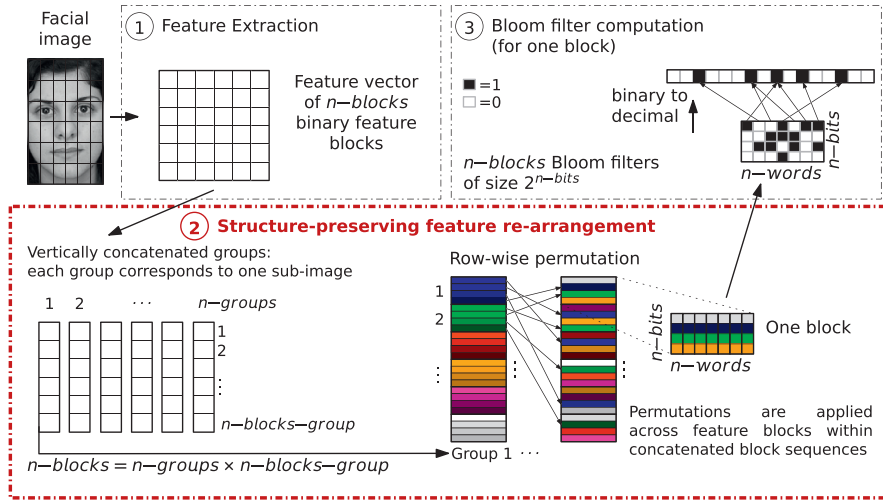 Facial
image
1 Feature Extraction
Feature vector
of n−blocks
binary feature
blocks
3 Bloom filter computation
(for one block)
=1
=0
binary to
decimal
n−bits
n−words
n−blocks Bloom filters
of size 2^{n−bits}
2 Structure-preserving feature re-arrangement
Vertically concatenated groups:
each group corresponds to one sub-image
1 2 ··· n−groups
1
2
⋮
n−blocks−group
n−blocks = n−groups × n−blocks−group
Row-wise permutation
1
2
⋮ ⋮ ⋮
Group 1 ···
n−bits
One block
n−words
Permutations are applied
across feature blocks within
concatenated block sequences